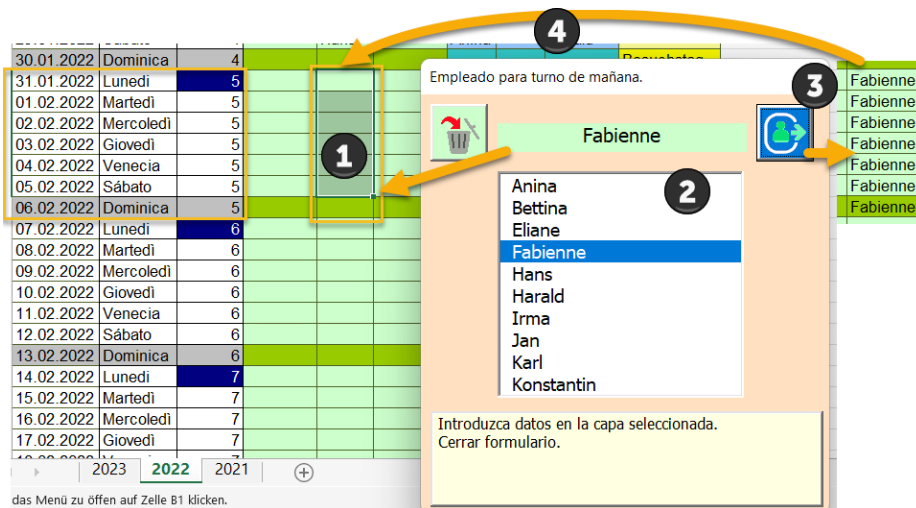 4
30.01.2022 Dominica 4
31.01.2022 Lunedi 5
01.02.2022 Martedì 5
02.02.2022 Mercoledì 5
03.02.2022 Giovedì 5
04.02.2022 Venecia 5
05.02.2022 Sábato 5
06.02.2022 Dominica 5
07.02.2022 Lunedi 6
08.02.2022 Martedì 6
09.02.2022 Mercoledì 6
10.02.2022 Giovedì 6
11.02.2022 Venecia 6
12.02.2022 Sábato 6
13.02.2022 Dominica 6
14.02.2022 Lunedi 7
15.02.2022 Martedì 7
16.02.2022 Mercoledì 7
17.02.2022 Giovedì 7
1
Empleado para turno de mañana.
3
Fabienne
2
Anina
Bettina
Eliane
Fabienne
Hans
Harald
Irma
Jan
Karl
Konstantin
Introduzca datos en la capa seleccionada.
Cerrar formulario.
Fabienne
Fabienne
Fabienne
Fabienne
Fabienne
Fabienne
Fabienne
2023 2022 2021
das Menü zu öffen auf Zelle B1 klicken.